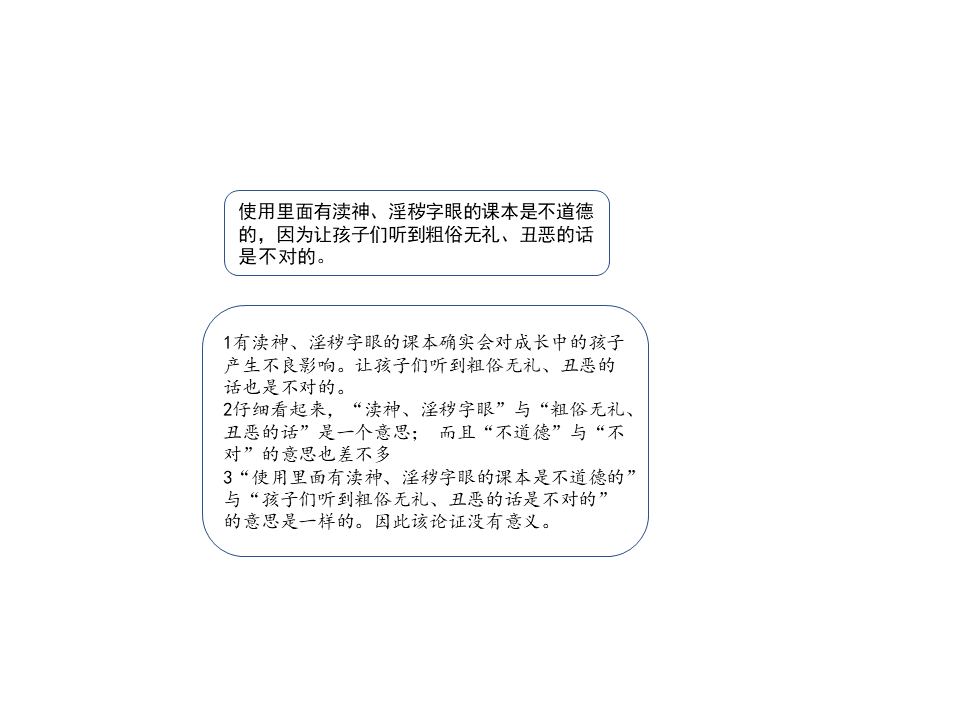 使用里面有渎神、淫秽字眼的课本是不道德
的，因为让孩子们听到粗俗无礼、丑恶的话
是不对的。
1有渎神、淫秽字眼的课本确实会对成长中的孩子
产生不良影响。让孩子们听到粗俗无礼、丑恶的
话也是不对的。
2仔细看起来，“渎神、淫秽字眼”与“粗俗无礼、
丑恶的话”是一个意思； 而且“不道德”与“不
对”的意思也差不多
3“使用里面有渎神、淫秽字眼的课本是不道德的”
与“孩子们听到粗俗无礼、丑恶的话是不对的”
的意思是一样的。因此该论证没有意义。